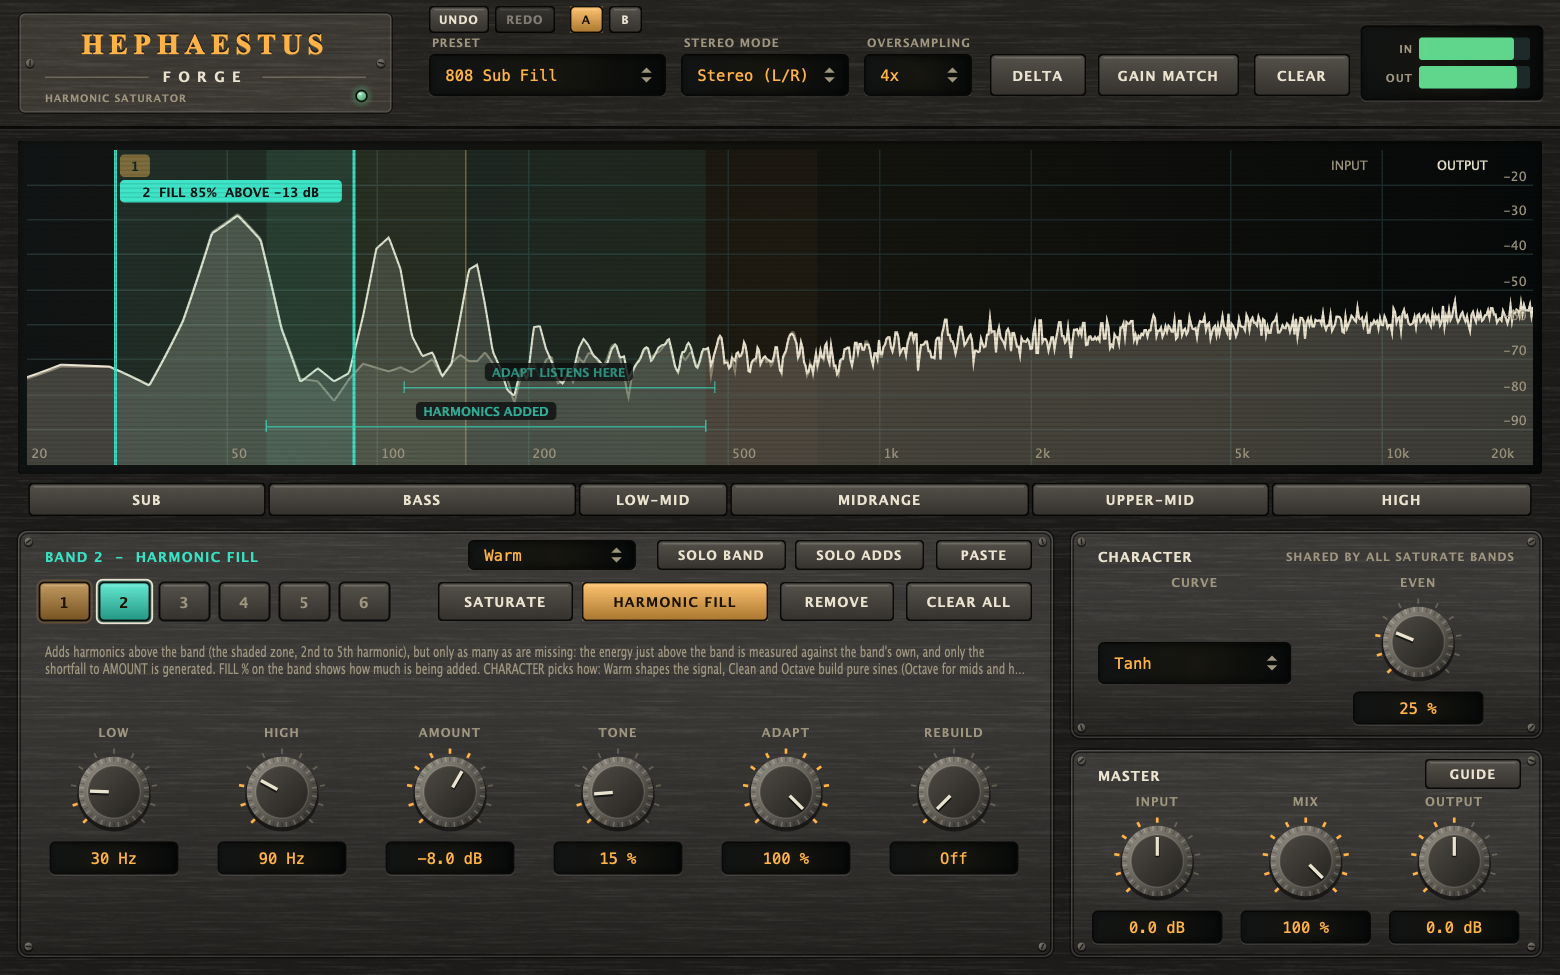 UNDO REDO A B
HEPHAESTUS
FORGE
HARMONIC SATURATOR
PRESET STEREO MODE OVERSAMPLING
808 Sub Fill Stereo (L/R) 4x DELTA GAIN MATCH CLEAR
IN
OUT
1 INPUT OUTPUT
2 FILL 85% ABOVE -13 dB
-20
-30
-40
-50
-70
-80
-90
ADAPT LISTENS HERE
HARMONICS ADDED
20 50 100 200 500 1k 2k 5k 10k 20k
SUB BASS LOW-MID MIDRANGE UPPER-MID HIGH
BAND 2 - HARMONIC FILL Warm SOLO BAND SOLO ADDS PASTE
1 2 3 4 5 6 SATURATE HARMONIC FILL REMOVE CLEAR ALL
Adds harmonics above the band (the shaded zone, 2nd to 5th harmonic), but only as many as are missing: the energy just above the band is measured against the band's own, and only the
shortfall to AMOUNT is generated. FILL % on the band shows how much is being added. CHARACTER picks how: Warm shapes the signal, Clean and Octave build pure sines (Octave for mids and h...
LOW HIGH AMOUNT TONE ADAPT REBUILD
30 Hz 90 Hz -8.0 dB 15 % 100 % Off
CHARACTER SHARED BY ALL SATURATE BANDS
CURVE EVEN
Tanh
25 %
MASTER GUIDE
INPUT MIX OUTPUT
0.0 dB 100 % 0.0 dB